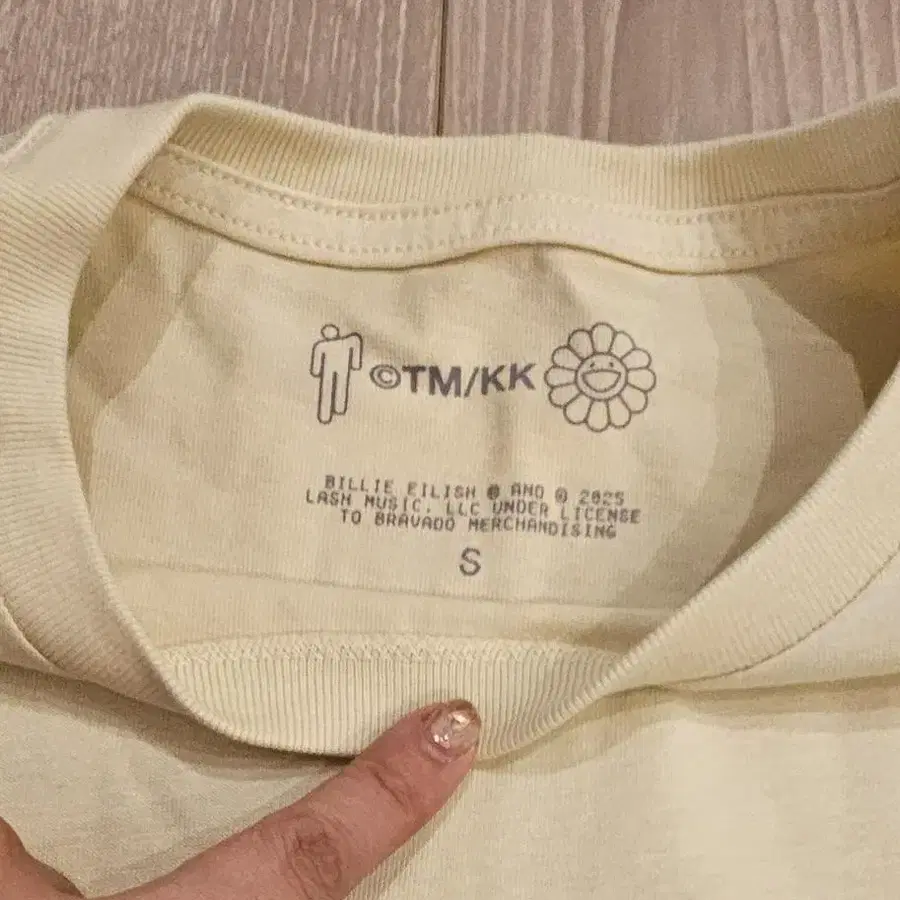 ©TM/KK
BILLIE EILISH ® AND © 2025
LASH MUSIC, LLC UNDER LICENSE
TO BRAVADO MERCHANDISING
S